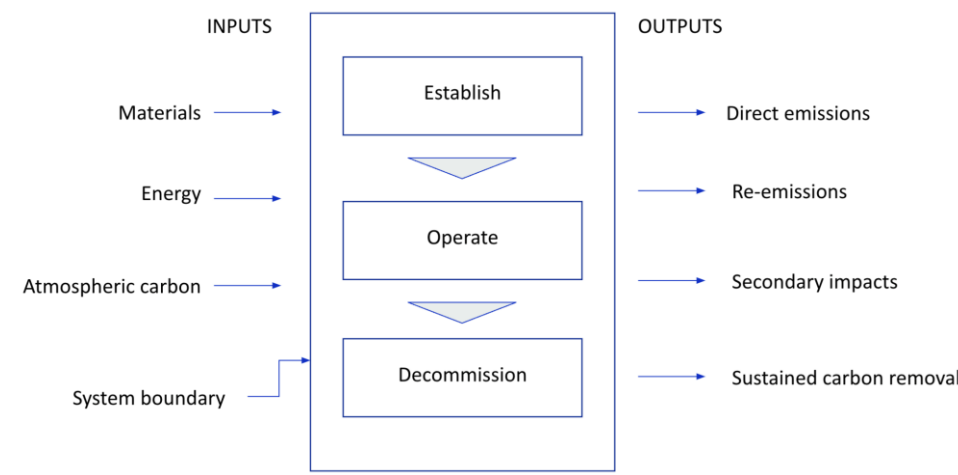 INPUTS
OUTPUTS
Establish
Materials
Direct emissions
Energy
Re-emissions
Operate
Atmospheric carbon
Secondary impacts
Decommission
System boundary
Sustained carbon removal